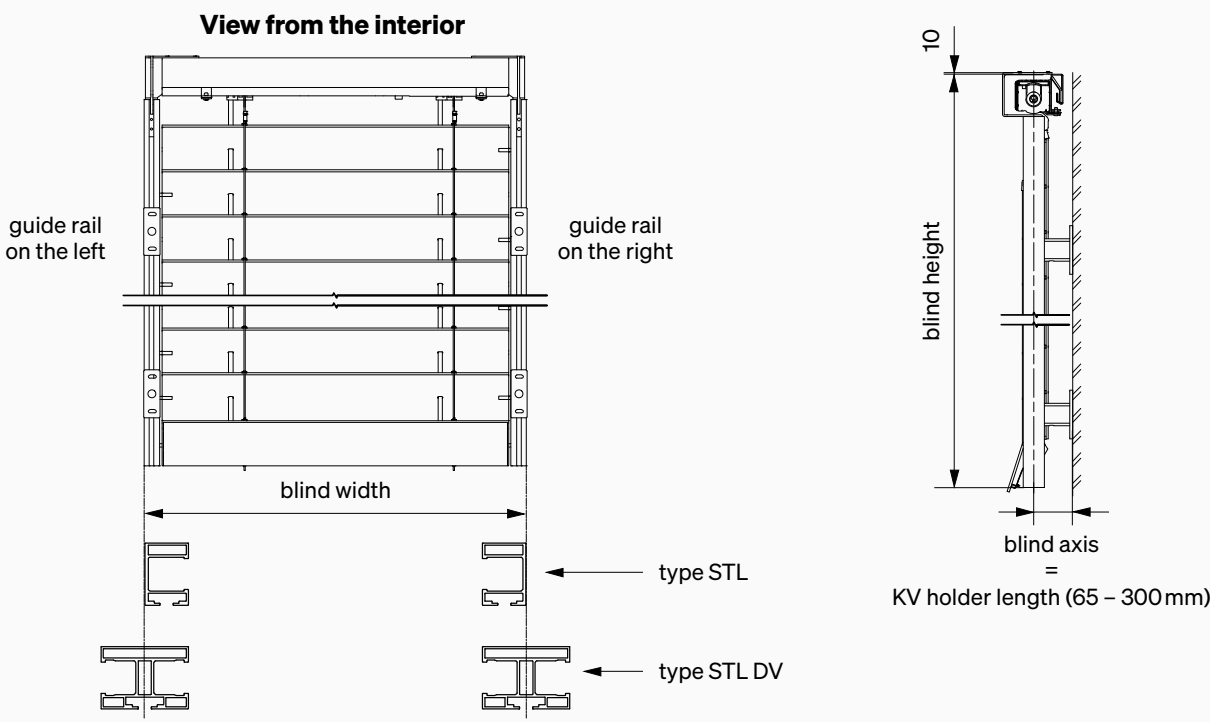 View from the interior
guide rail
on the left
guide rail
on the right
blind width
type STL
type STL DV
10
blind height
blind axis
=
KV holder length (65 – 300 mm)